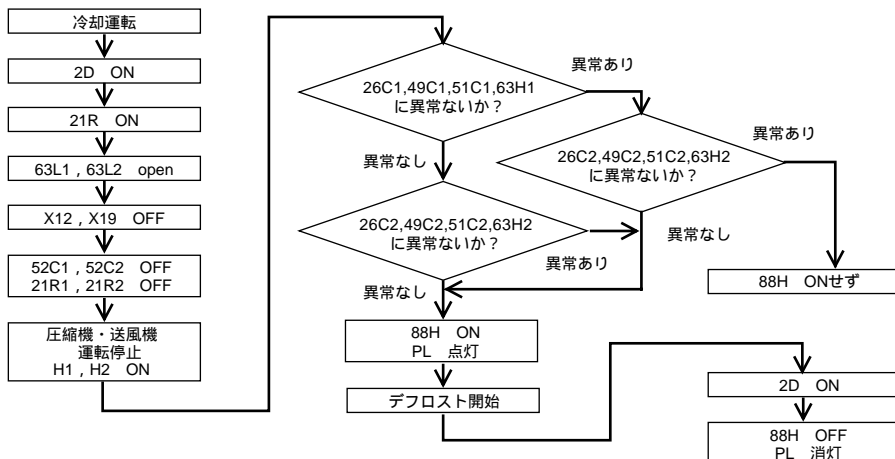 冷却運転
2D ON
21R ON
63L1 , 63L2 open
X12 , X19 OFF
52C1 , 52C2 OFF
21R1 , 21R2 OFF
圧縮機・送風機
運転停止
H1 , H2 ON
26C1,49C1,51C1,63H1
に異常ないか？
異常あり
異常なし
26C2,49C2,51C2,63H2
に異常ないか？
異常あり
異常なし
26C2,49C2,51C2,63H2
に異常ないか？
異常あり
異常なし
88H ONせず
88H ON
PL 点灯
デフロスト開始
2D ON
88H OFF
PL 消灯